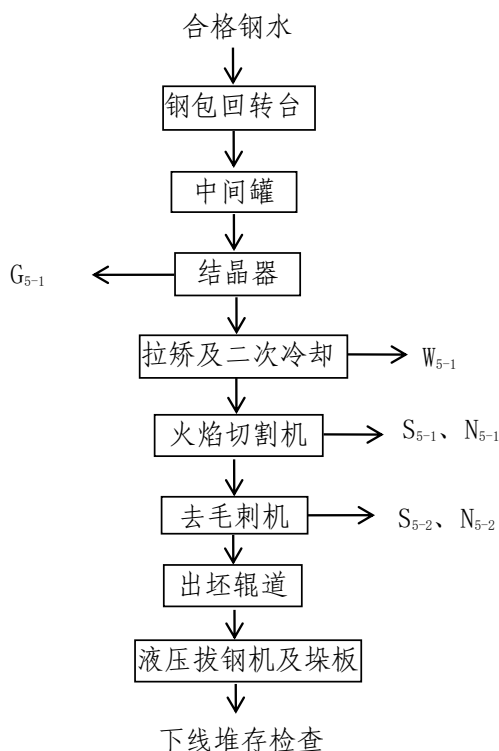 合格钢水
钢包回转台
中间罐
G5-1
结晶器
拉矫及二次冷却
W5-1
火焰切割机
S5-1、N5-1
去毛刺机
S5-2、N5-2
出坯辊道
液压拔钢机及垛板
下线堆存检查